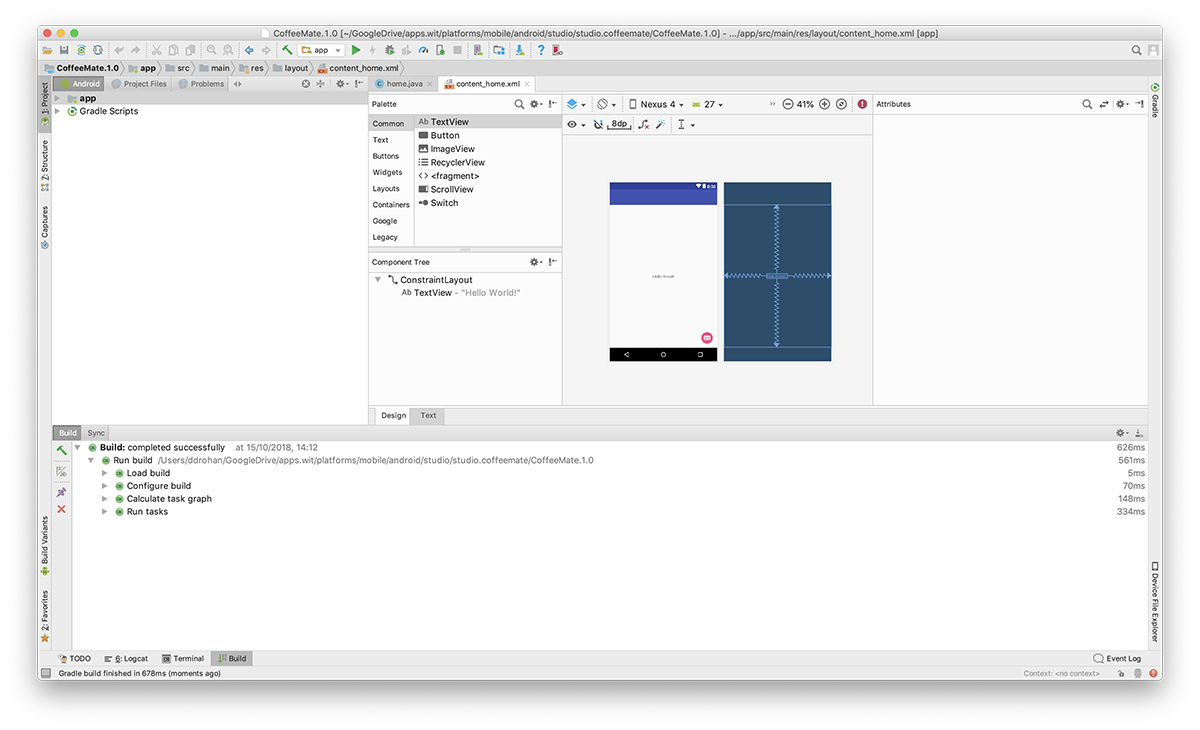 CoffeeMate.1.0 [~/GoogleDrive/apps.wit/platforms/mobile/android/studio/studio.coffeemate/CoffeeMate.1.0] - .../app/src/main/res/layout/content_home.xml [app]
app
CoffeeMate.1.0 app src main res layout content_home.xml
Android Project Files Problems
home.java content_home.xml
1: Project
app
Gradle Scripts
7: Structure
Captures
Palette
Common
Text
Buttons
Widgets
Layouts
Containers
Google
Legacy
Ab TextView
Button
ImageView
RecyclerView
<fragment>
ScrollView
Switch
Component Tree
ConstraintLayout
Ab TextView - "Hello World!"
Nexus 4 27 41%
8dp
8:00
Hello World!
Attributes
Gradle
Design Text
Build Sync
Build: completed successfully at 15/10/2018, 14:12 626ms
Run build /Users/ddrohan/GoogleDrive/apps.wit/platforms/mobile/android/studio/studio.coffeemate/CoffeeMate.1.0 561ms
Load build 5ms
Configure build 70ms
Calculate task graph 148ms
Run tasks 334ms
Build Variants
2: Favorites
Device File Explorer
TODO 6: Logcat Terminal Build Event Log
Gradle build finished in 678ms (moments ago) Context: <no context>